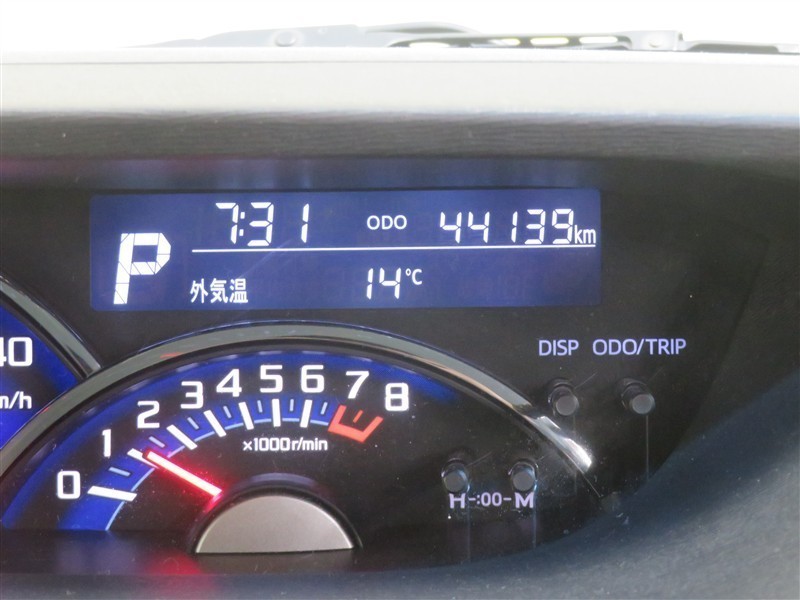 P 7:31 ODO 44139km
外気温 14℃
DISP ODO/TRIP
0 1 2 3 4 5 6 7 8
×1000r/min
40
m/h
H-:00-M